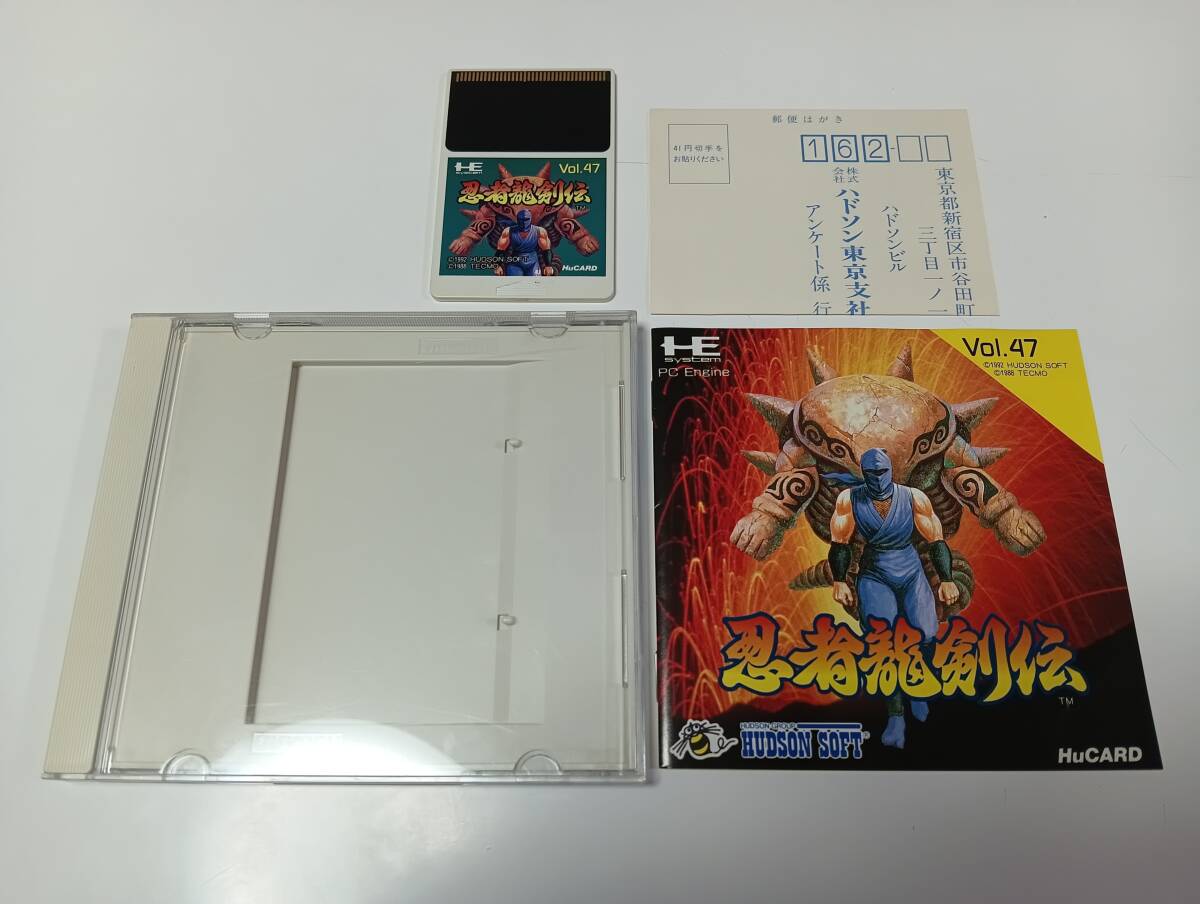 HE
system
Vol.47
忍者龍剣伝
TM
©1992 HUDSON SOFT
©1988 TECMO
HuCARD
郵便はがき
41円切手を
お貼りください
162-
東京都新宿区市谷田町
三丁目一ノ一
ハドソンビル
株式会社 ハドソン東京支社
アンケート係 行
HE
system
PC Engine
Vol.47
©1992 HUDSON SOFT
©1988 TECMO
忍者龍剣伝
TM
HUDSON GROUP
HUDSON SOFT®
HuCARD